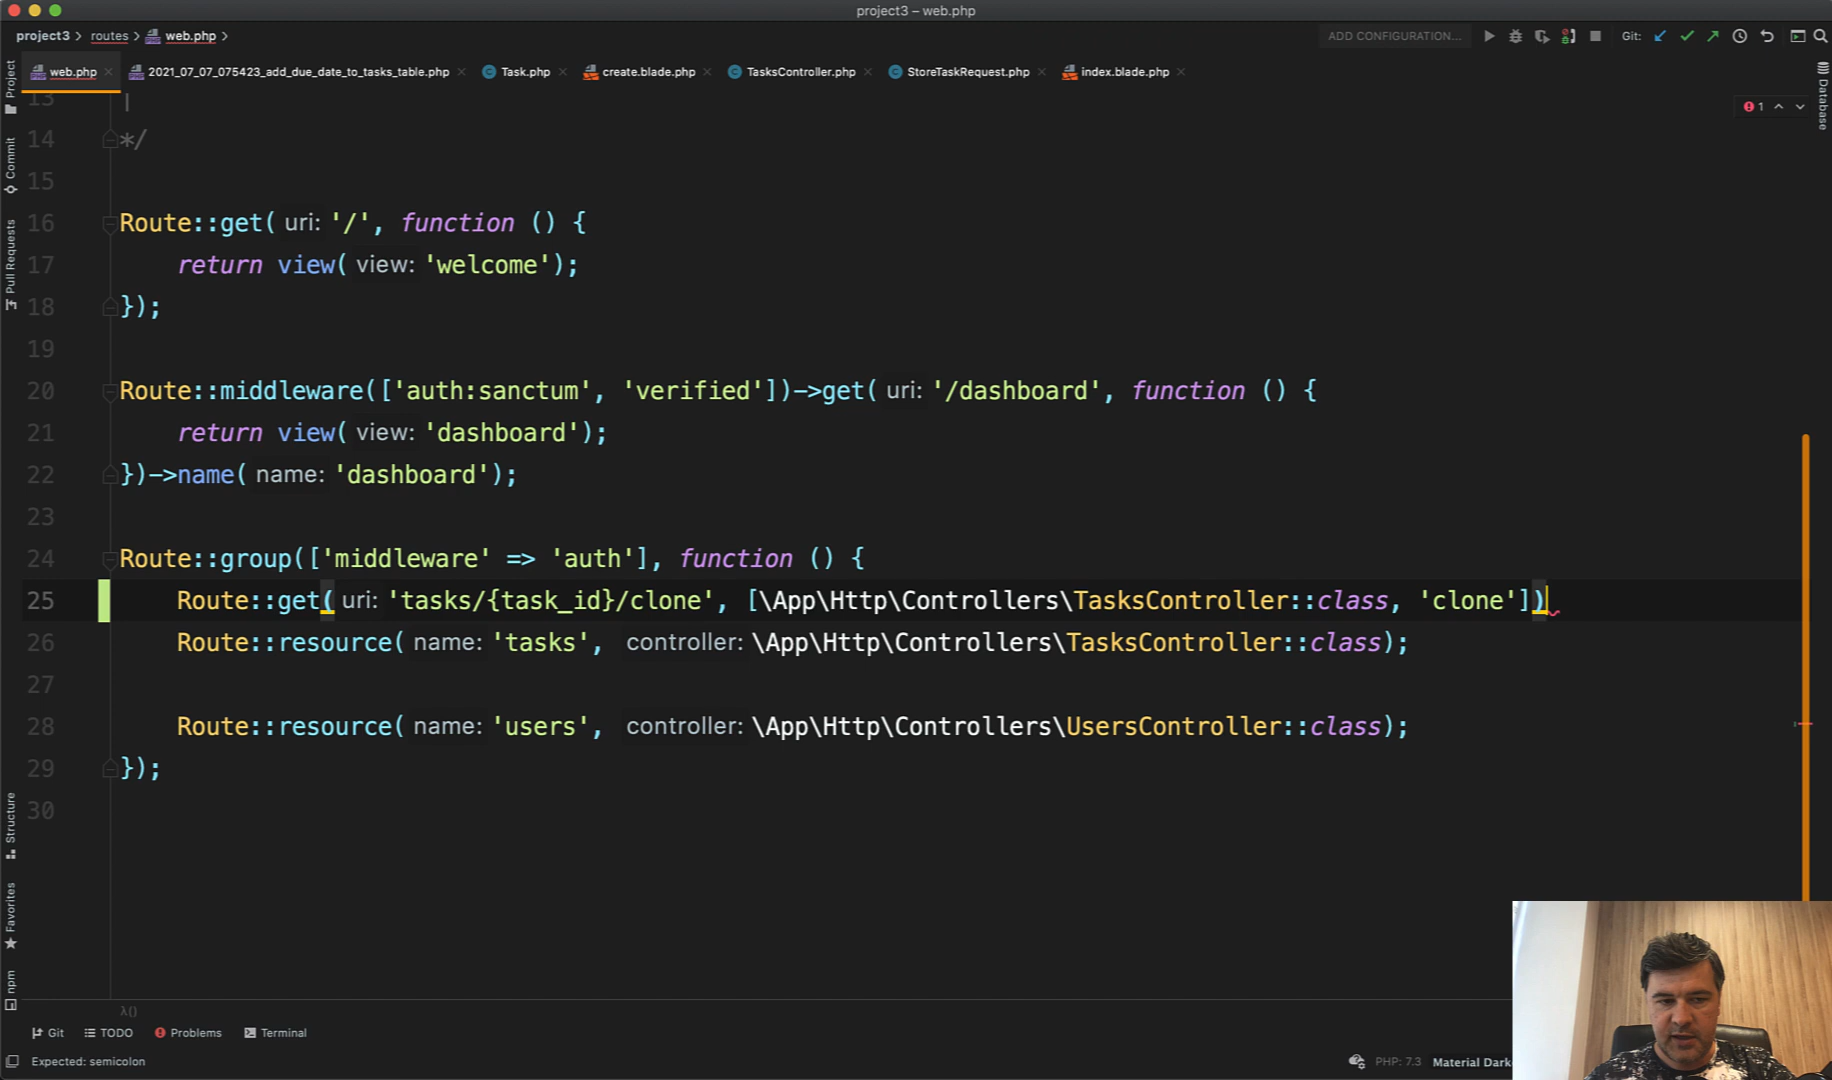 project3 – web.php
project3 routes web.php
ADD CONFIGURATION...
Git:
web.php
2021_07_07_075423_add_due_date_to_tasks_table.php
Task.php
create.blade.php
TasksController.php
StoreTaskRequest.php
index.blade.php
Project
Commit
Pull Requests
Structure
Favorites
npm
Database
1
13 |
14 */
15
16 Route::get( uri: '/', function () {
17 return view( view: 'welcome');
18 });
19
20 Route::middleware(['auth:sanctum', 'verified'])->get( uri: '/dashboard', function () {
21 return view( view: 'dashboard');
22 })->name( name: 'dashboard');
23
24 Route::group(['middleware' => 'auth'], function () {
25 Route::get( uri: 'tasks/{task_id}/clone', [\App\Http\Controllers\TasksController::class, 'clone'])
26 Route::resource( name: 'tasks', controller: \App\Http\Controllers\TasksController::class);
27
28 Route::resource( name: 'users', controller: \App\Http\Controllers\UsersController::class);
29 });
30
λ()
Git TODO Problems Terminal
Expected: semicolon
PHP: 7.3 Material Dark